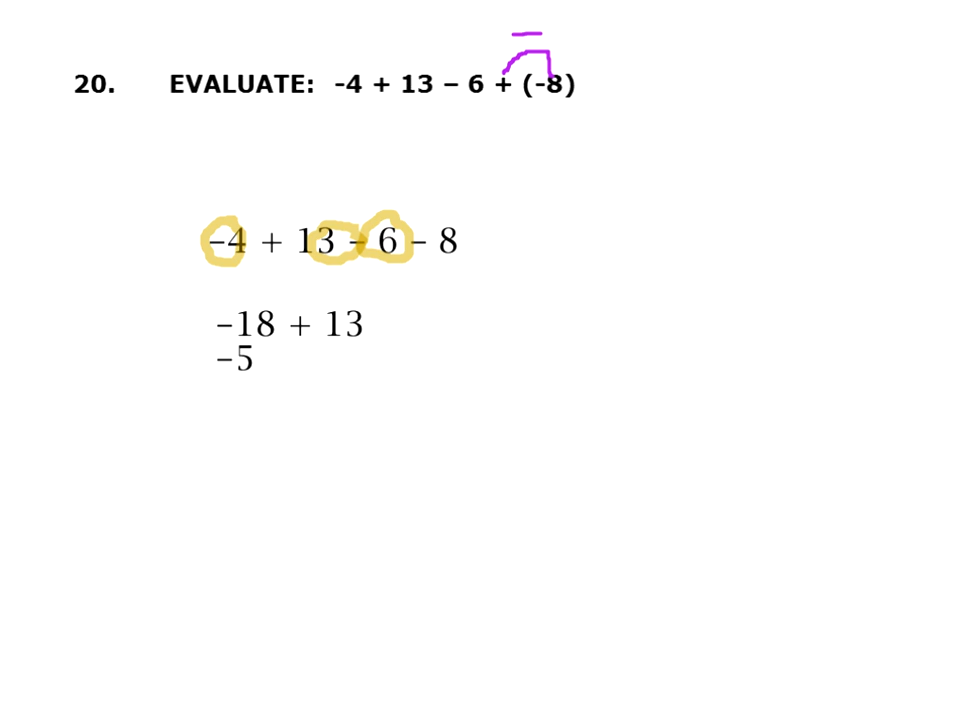 20. EVALUATE: -4 + 13 – 6 + (-8)
–4 + 13 – 6 – 8
–18 + 13
–5